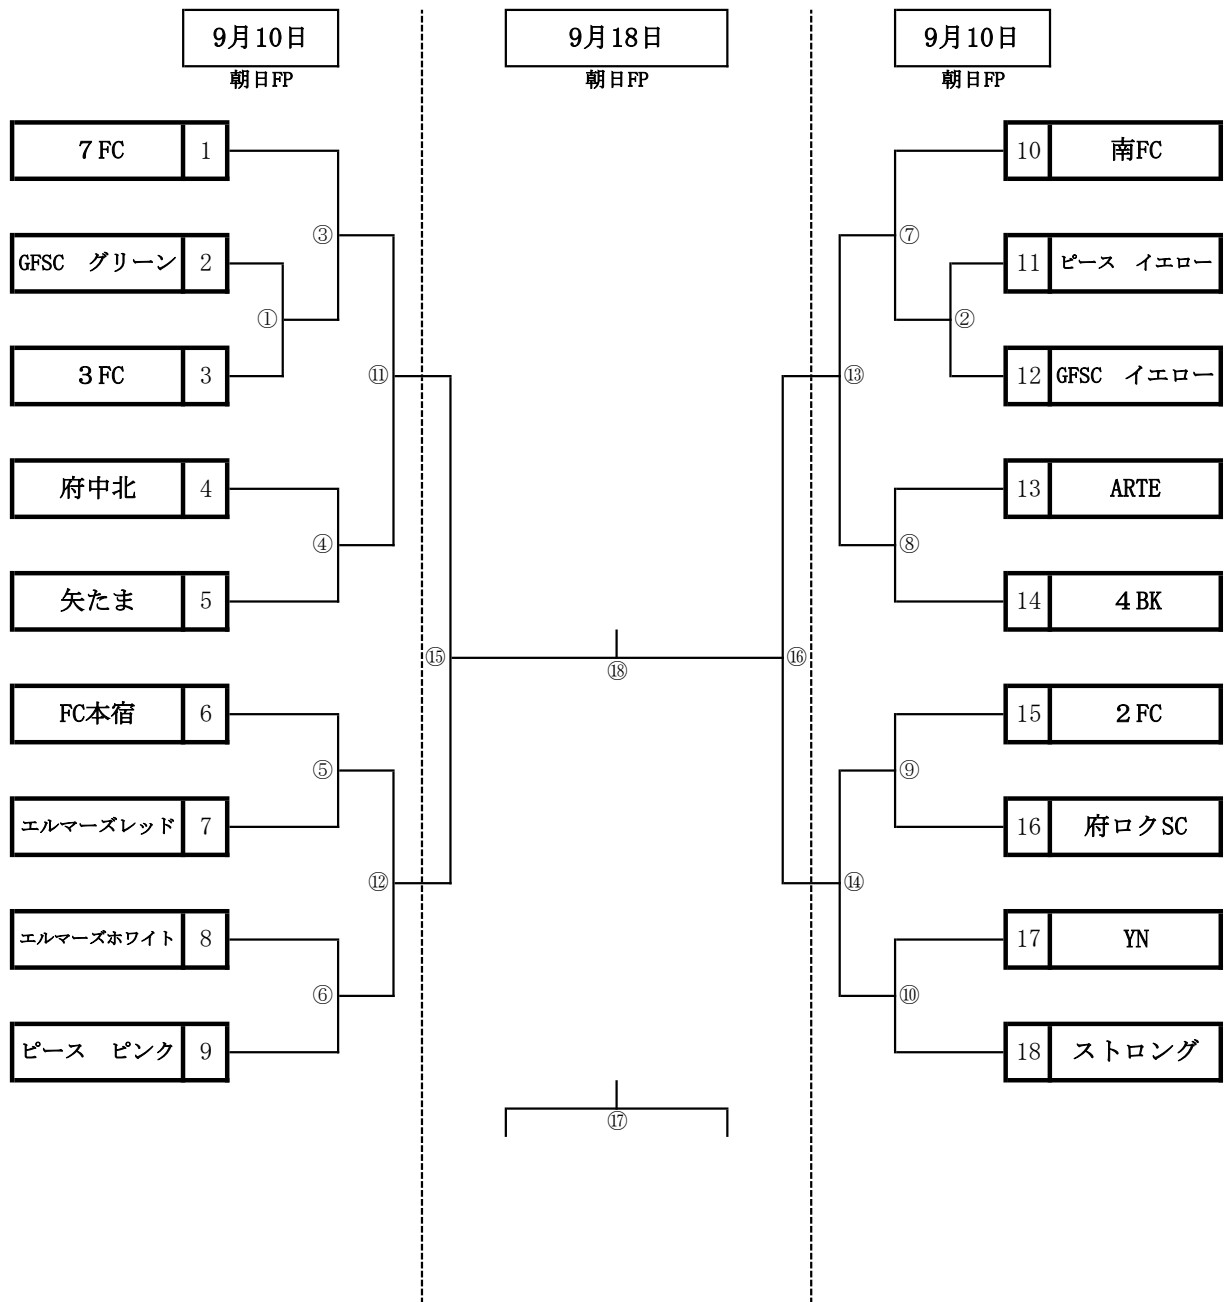 9月10日
9月18日
9月10日
朝日FP
朝日FP
朝日FP
７FC 1
10 南FC
③
⑦
GFSC　グリーン 2
11 ピース　イエロー
①
②
３FC 3
⑪
⑬
12 GFSC　イエロー
府中北 4
13 ARTE
④
⑧
矢たま 5
14 ４BK
⑮
⑱
⑯
FC本宿 6
15 ２FC
⑤
⑨
エルマーズレッド 7
16 府ロクSC
⑫
⑭
エルマーズホワイト 8
17 YN
⑥
⑩
ピース　ピンク 9
18 ストロング
⑰